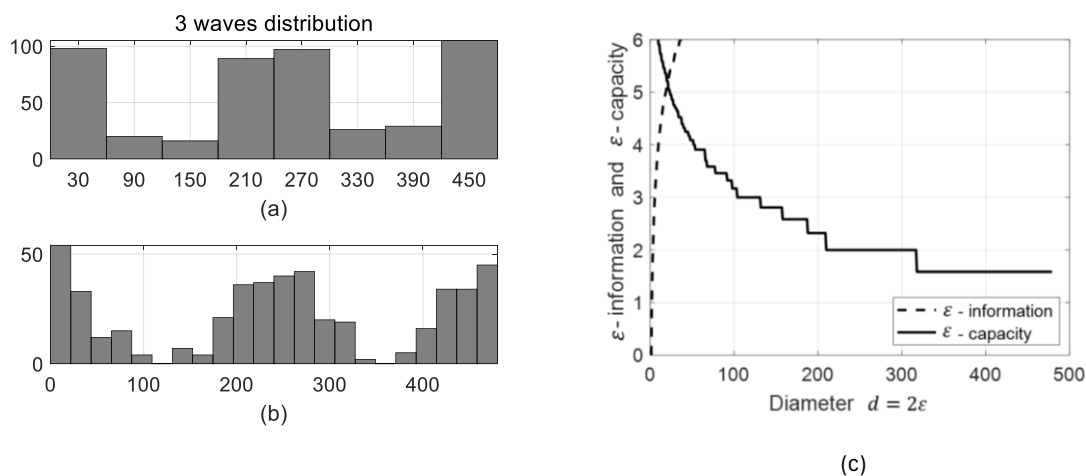 3 waves distribution
100
50
0
30 90 150 210 270 330 390 450
(a)
50
0
0 100 200 300 400
(b)
6
5
4
3
2
1
0
ε- information and ε - capacity
0 100 200 300 400 500
Diameter d = 2ε
ε - information
ε - capacity
(c)